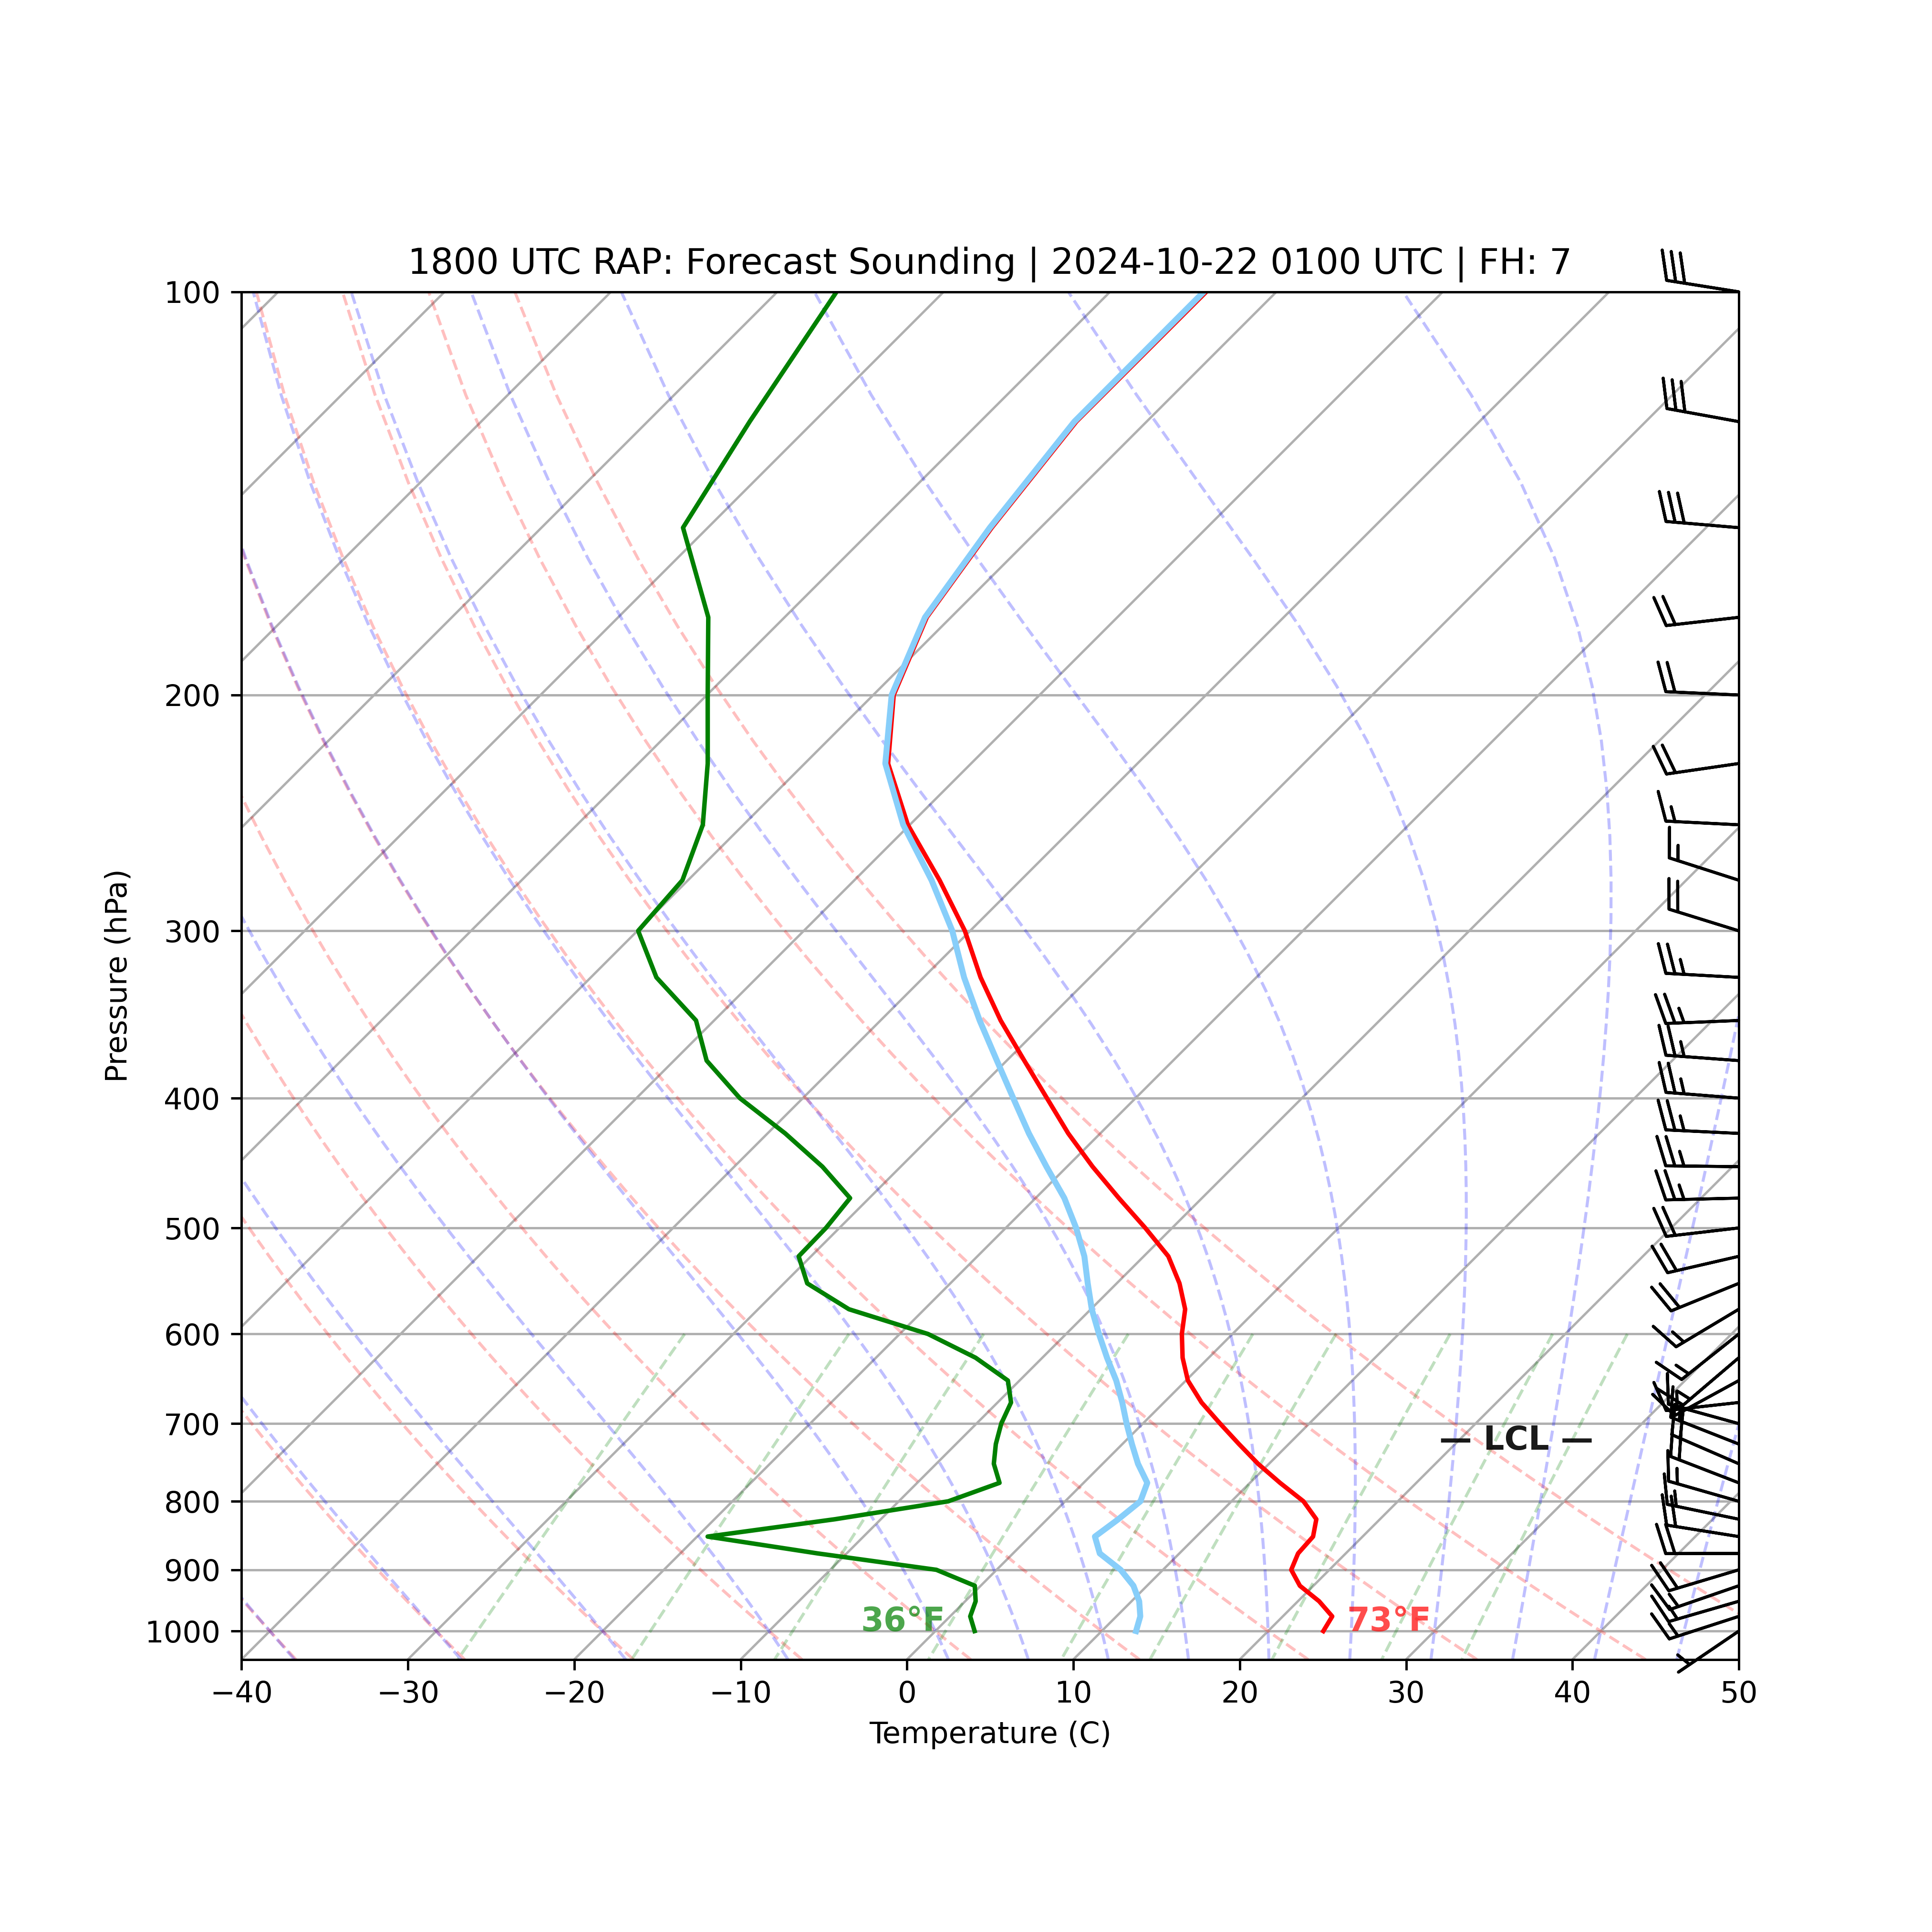 1800 UTC RAP: Forecast Sounding | 2024-10-22 0100 UTC | FH: 7
100
200
300
400
500
600
700
800
900
1000
Pressure (hPa)
— LCL —
36°F
73°F
−40 −30 −20 −10 0 10 20 30 40 50
Temperature (C)